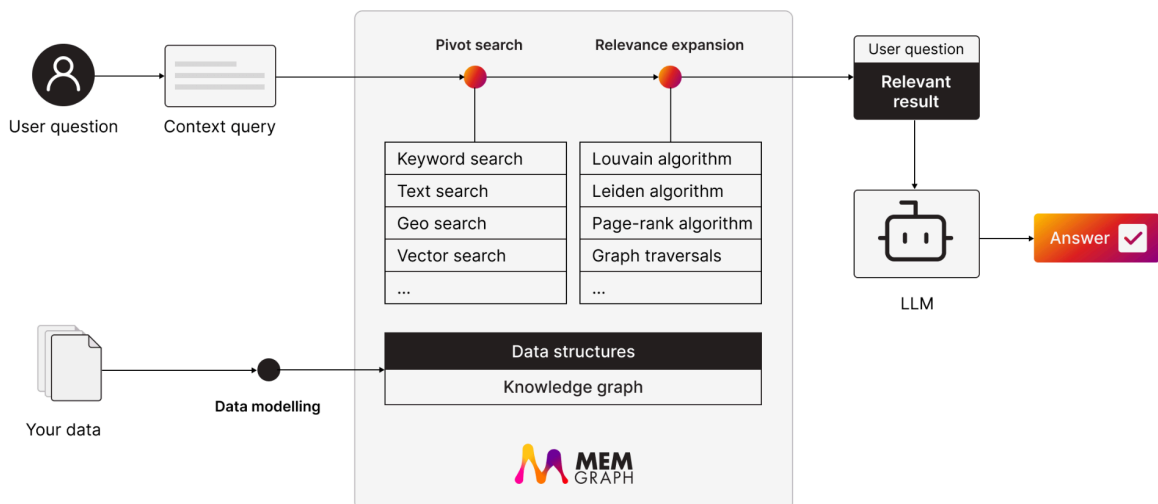 Pivot search
Relevance expansion
User question
Relevant
result
User question
Context query
Keyword search
Text search
Geo search
Vector search
...
Louvain algorithm
Leiden algorithm
Page-rank algorithm
Graph traversals
...
Answer
LLM
Data structures
Knowledge graph
Data modelling
Your data
MEM
GRAPH